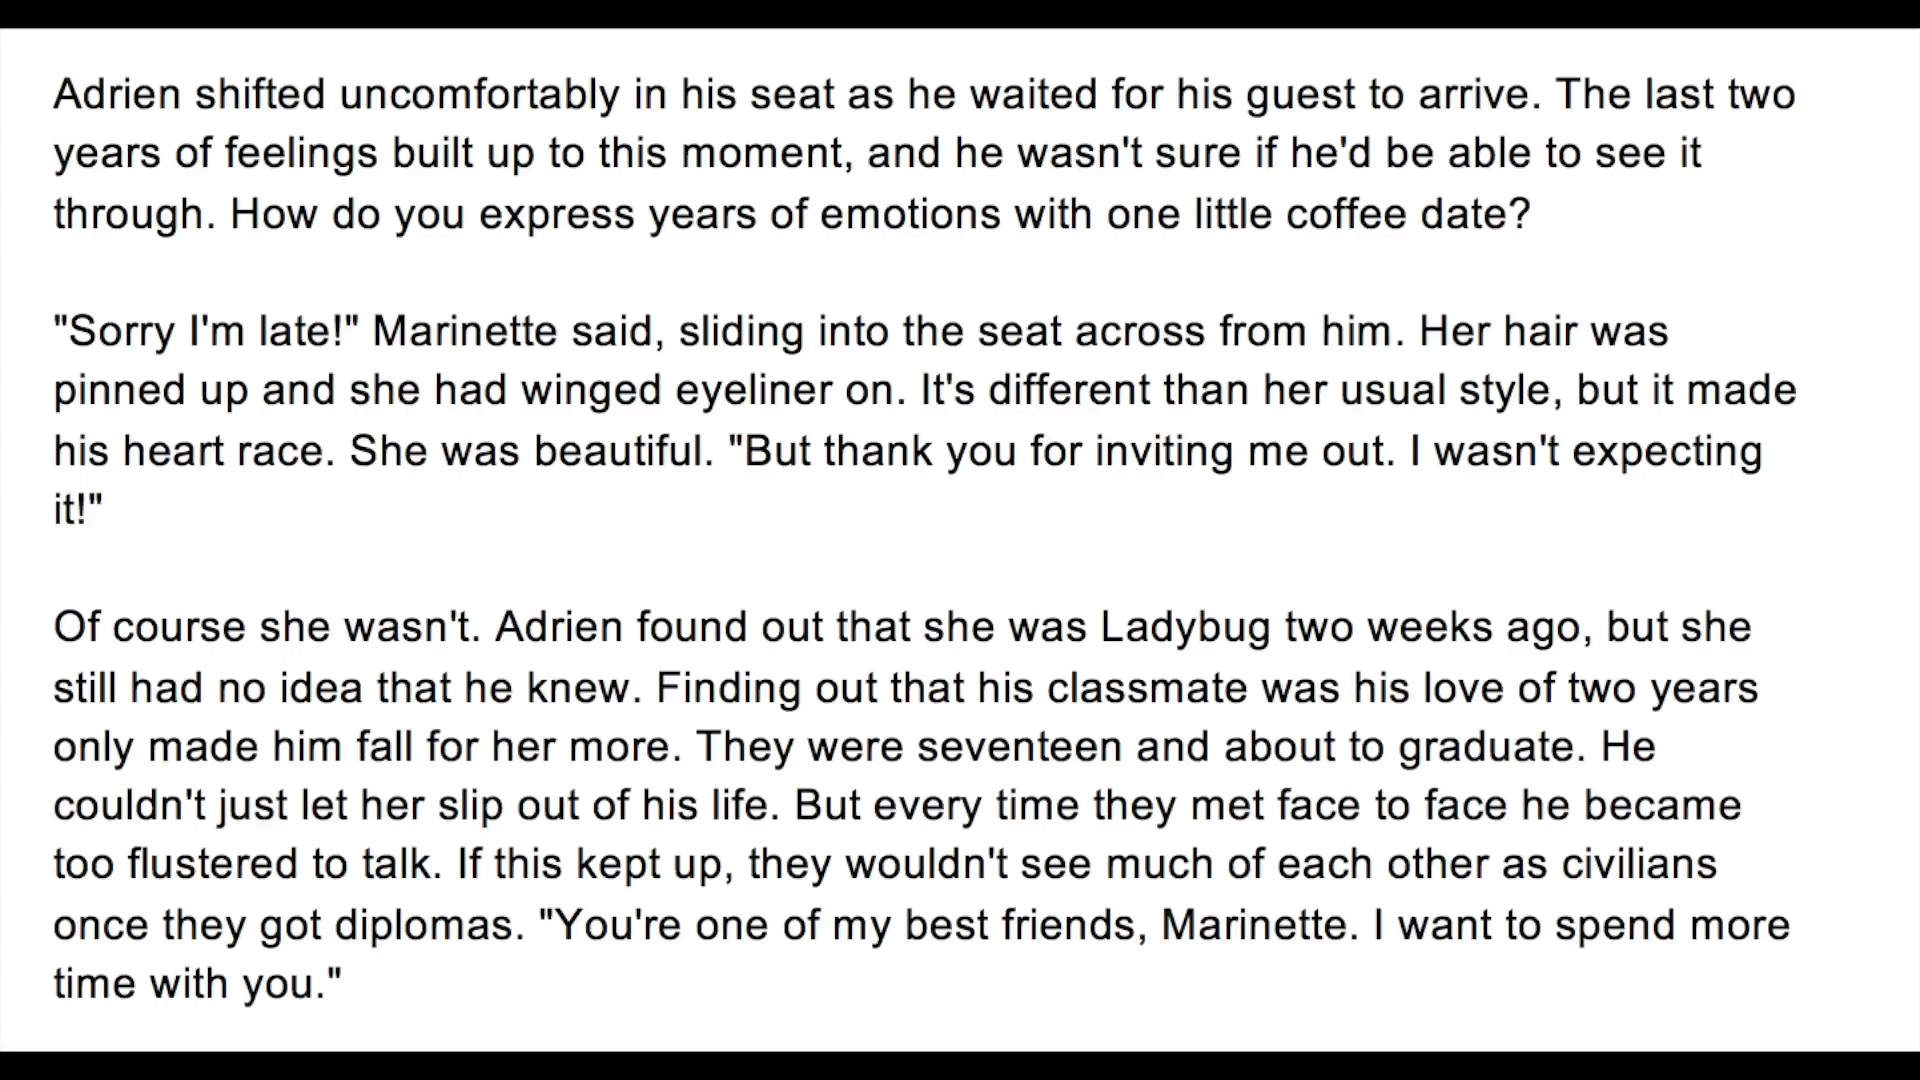 Adrien shifted uncomfortably in his seat as he waited for his guest to arrive. The last two
years of feelings built up to this moment, and he wasn't sure if he'd be able to see it
through. How do you express years of emotions with one little coffee date?
"Sorry I'm late!" Marinette said, sliding into the seat across from him. Her hair was
pinned up and she had winged eyeliner on. It's different than her usual style, but it made
his heart race. She was beautiful. "But thank you for inviting me out. I wasn't expecting
it!"
Of course she wasn't. Adrien found out that she was Ladybug two weeks ago, but she
still had no idea that he knew. Finding out that his classmate was his love of two years
only made him fall for her more. They were seventeen and about to graduate. He
couldn't just let her slip out of his life. But every time they met face to face he became
too flustered to talk. If this kept up, they wouldn't see much of each other as civilians
once they got diplomas. "You're one of my best friends, Marinette. I want to spend more
time with you."